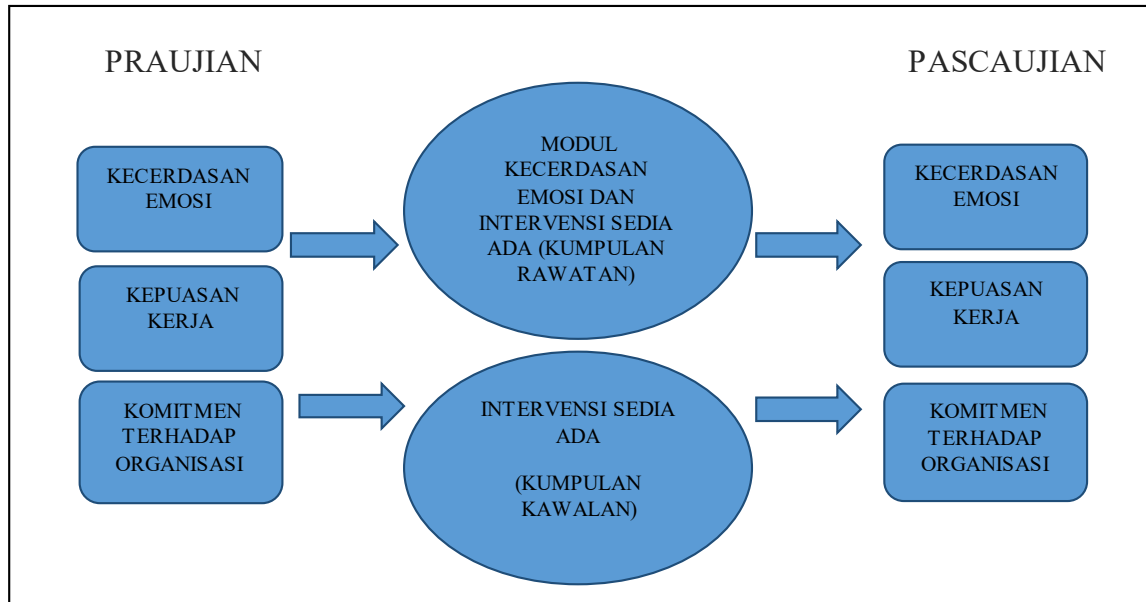 PRAUJIAN
KECERDASAN
EMOSI
KEPUASAN
KERJA
KOMITMEN
TERHADAP
ORGANISASI
MODUL
KECERDASAN
EMOSI DAN
INTERVENSI SEDIA
ADA (KUMPULAN
RAWATAN)
INTERVENSI SEDIA
ADA
(KUMPULAN
KAWALAN)
PASCAUJIAN
KECERDASAN
EMOSI
KEPUASAN
KERJA
KOMITMEN
TERHADAP
ORGANISASI